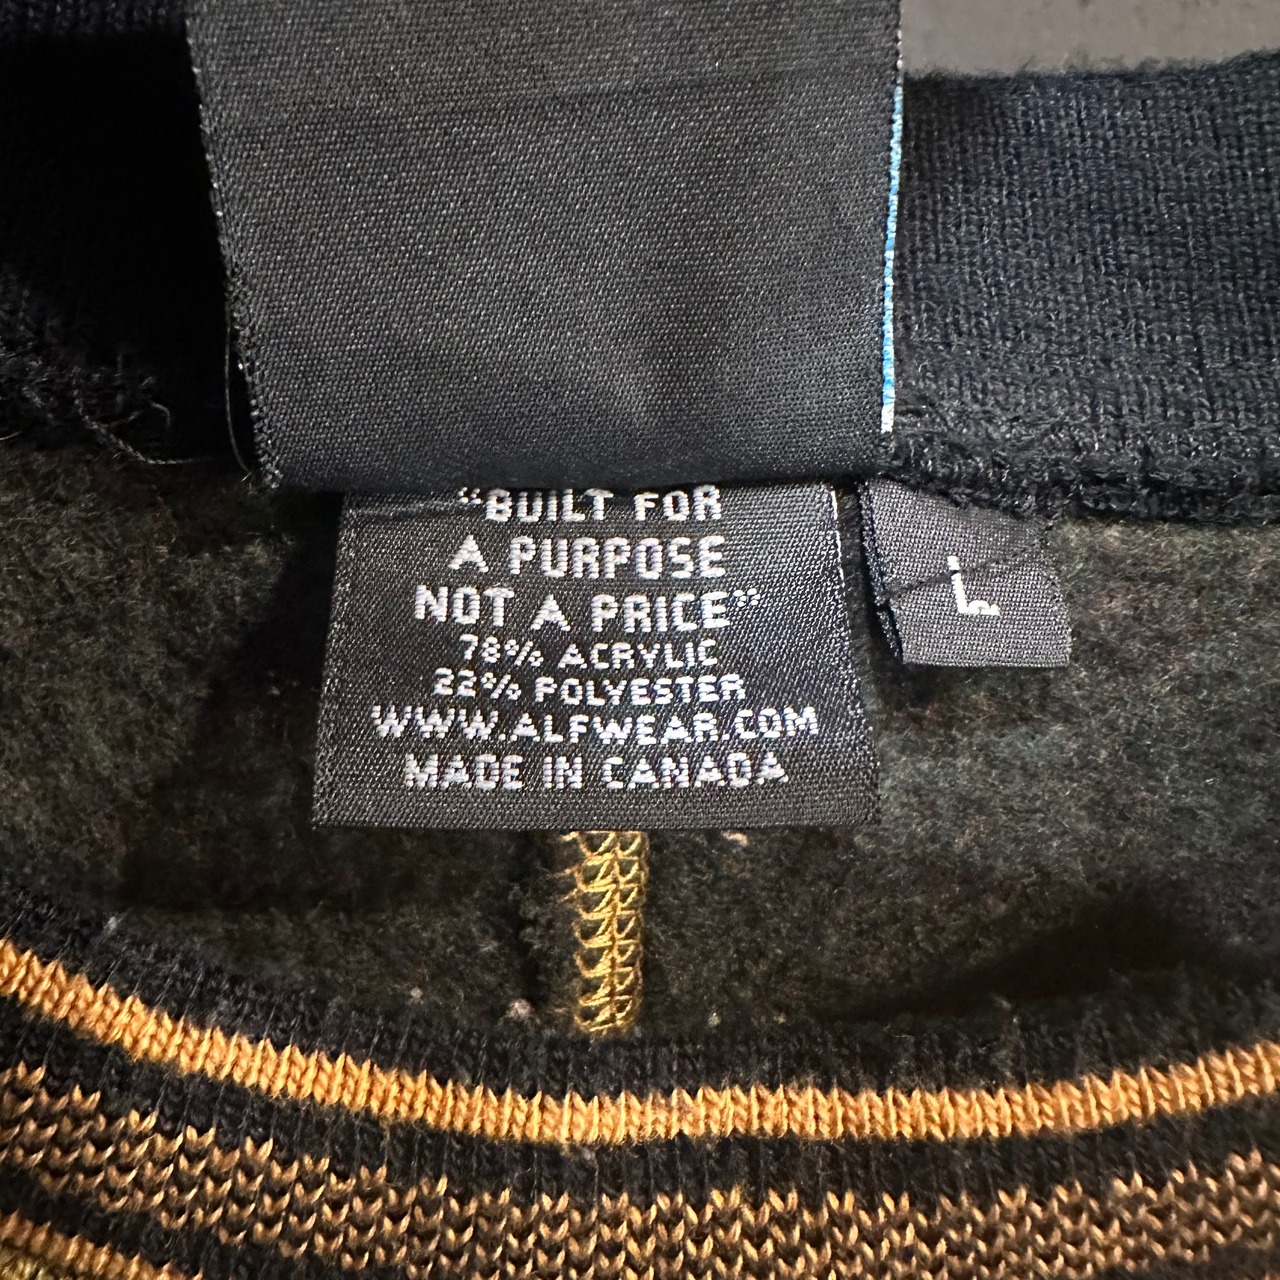 "BUILT FOR
A PURPOSE
NOT A PRICE"
78% ACRYLIC
22% POLYESTER
WWW.ALFWEAR.COM
MADE IN CANADA
L